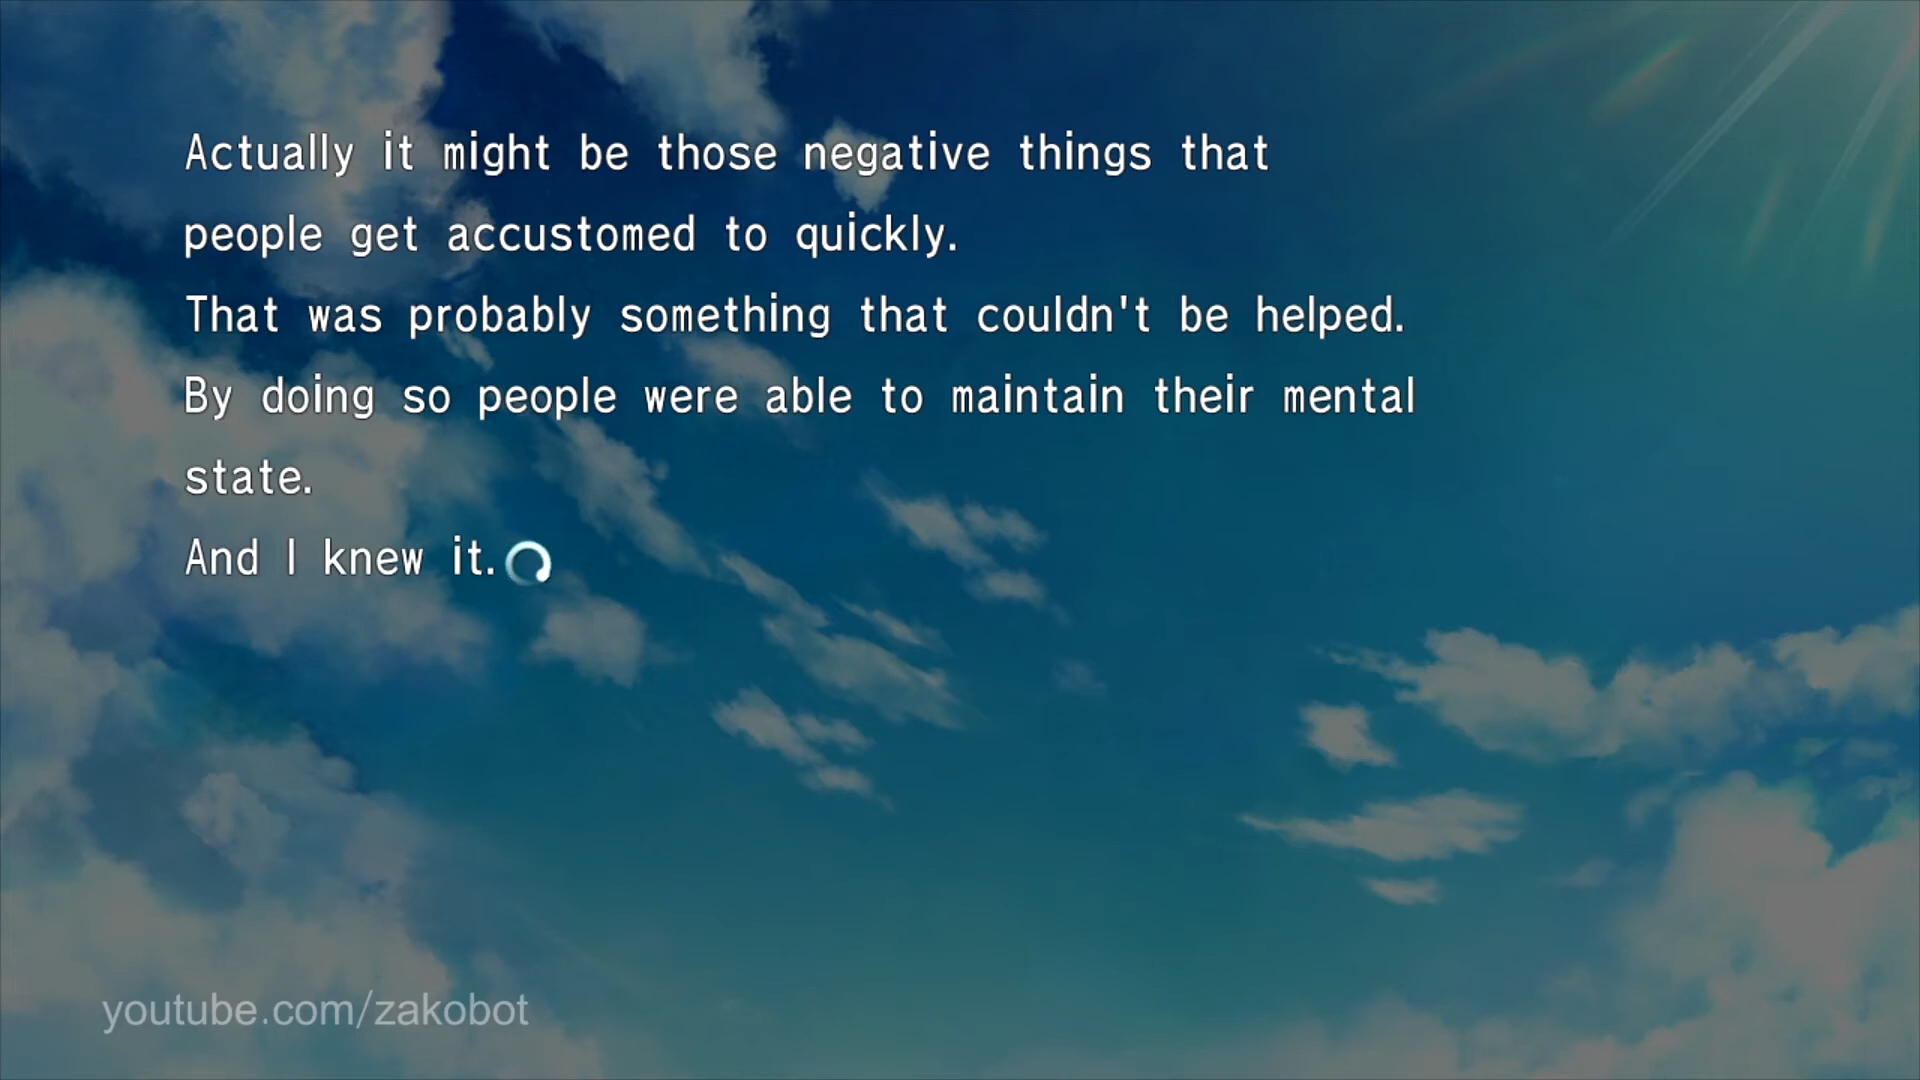 Actually it might be those negative things that
people get accustomed to quickly.
That was probably something that couldn't be helped.
By doing so people were able to maintain their mental
state.
And I knew it.
youtube.com/zakobot